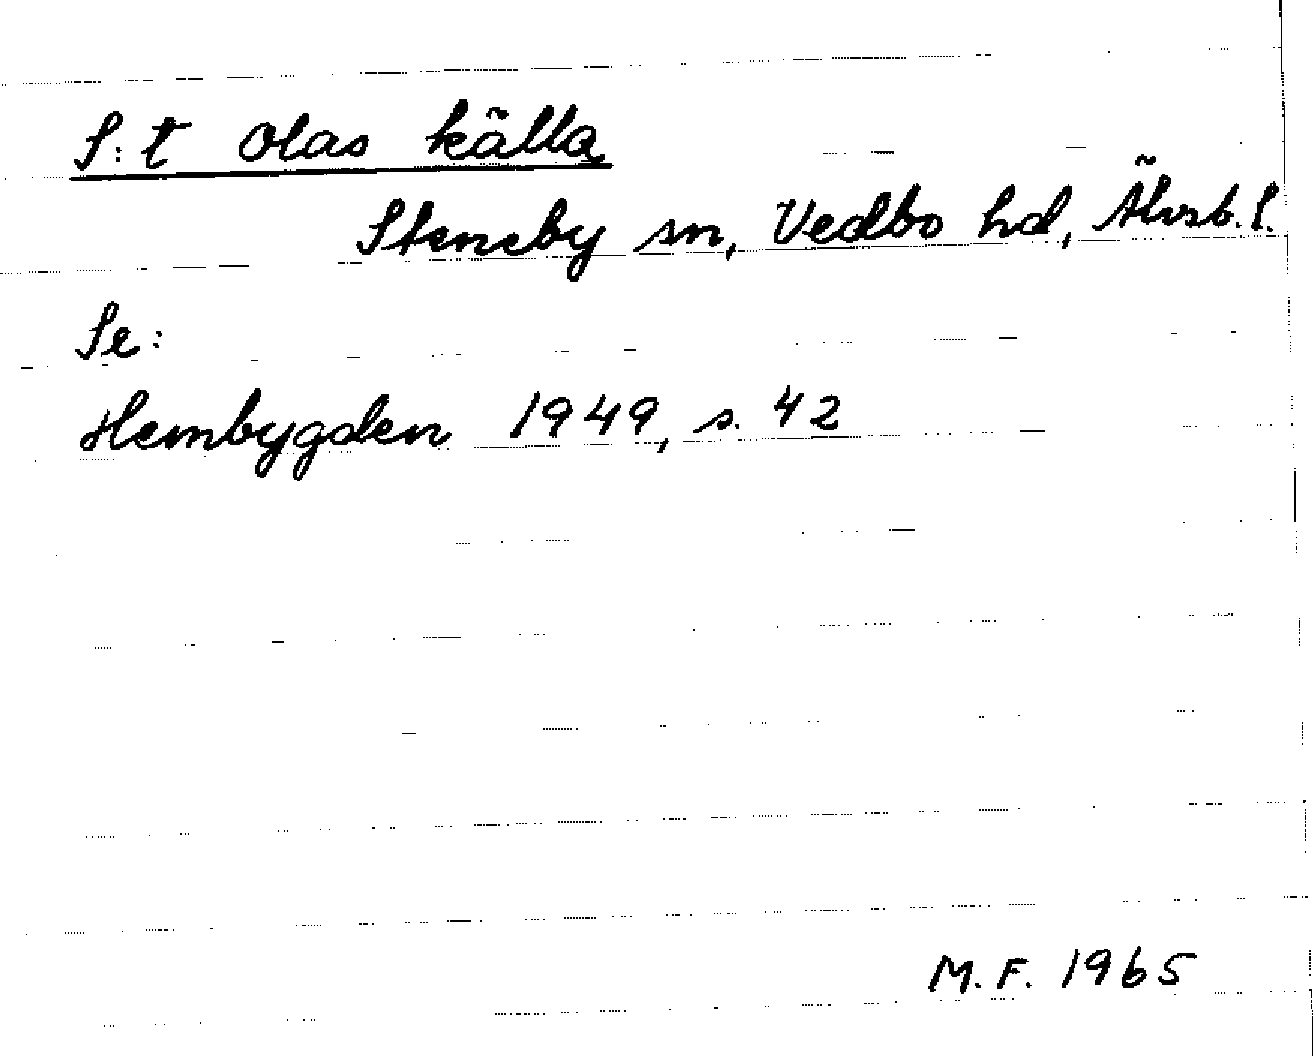 S:t Olas källa
Steneby sn, Vedbo hd, Älvsb. l.
Se:
Hembygden 1949, s. 42
M.F. 1965